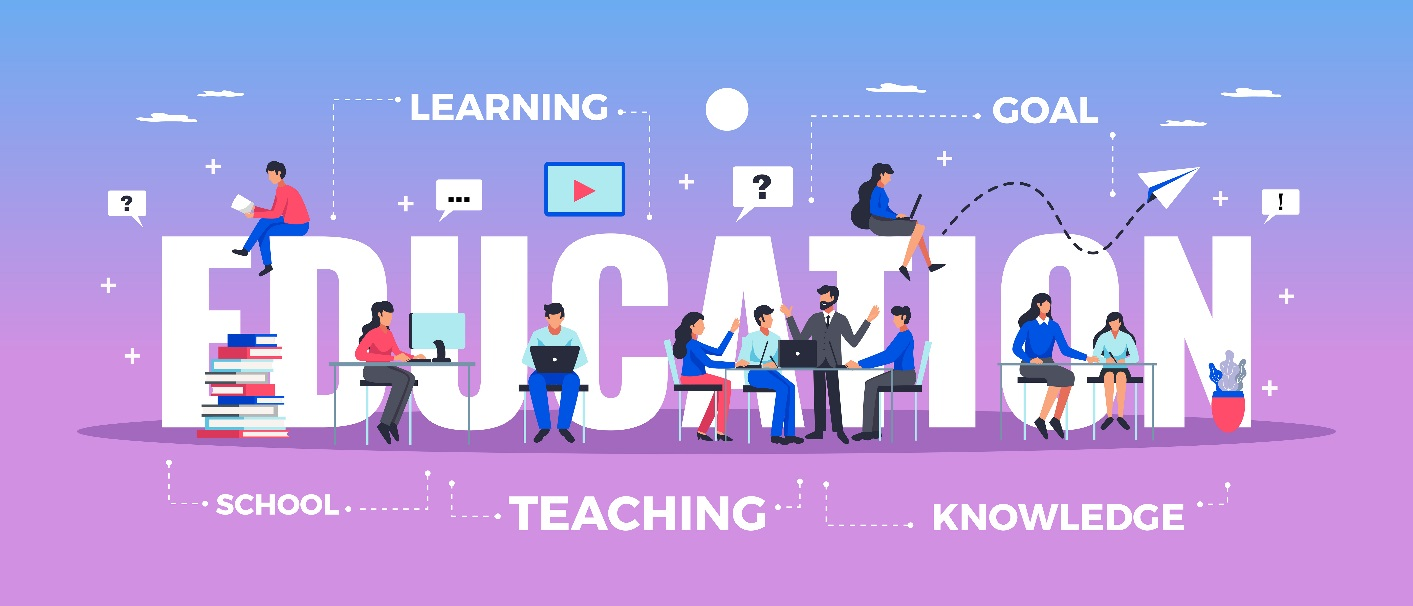 LEARNING
GOAL
?
...
?
!
EDUCATION
SCHOOL
TEACHING
KNOWLEDGE